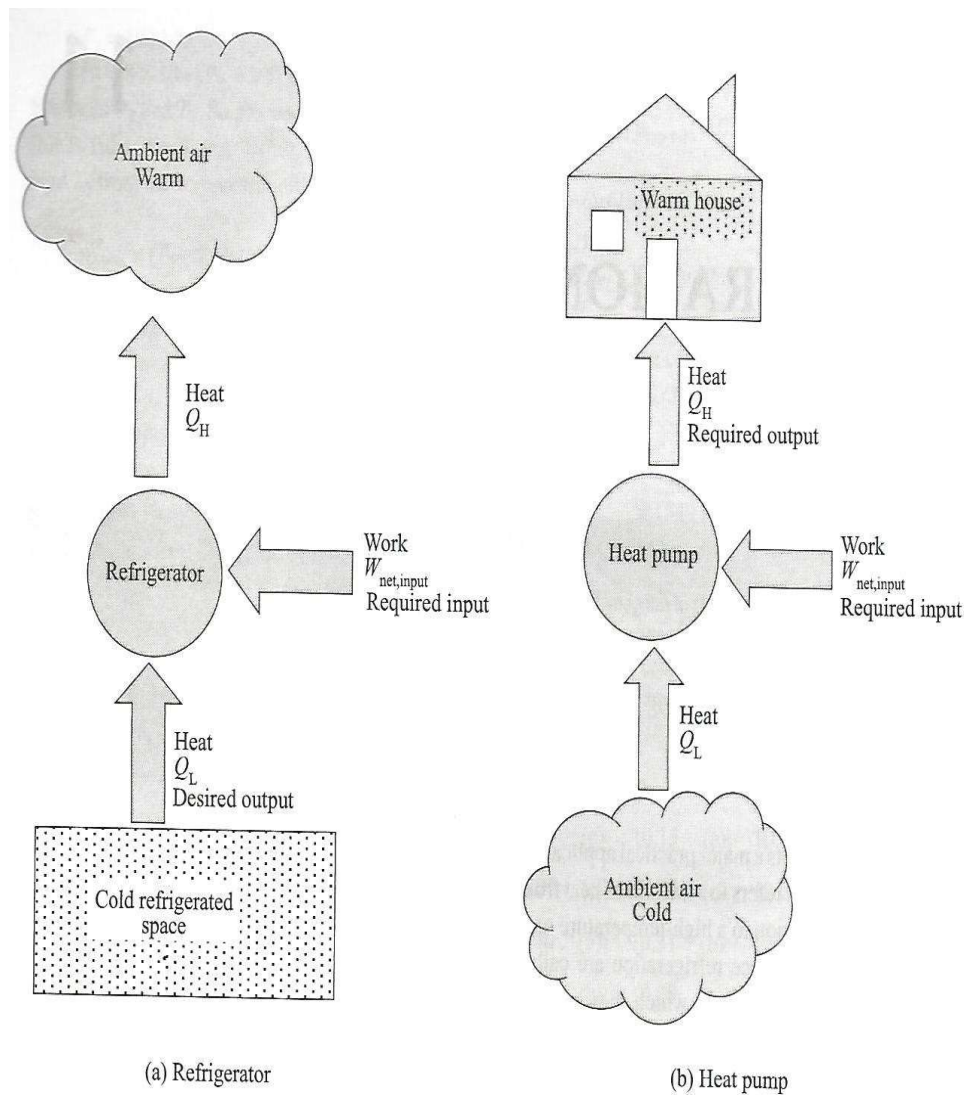 Ambient air
Warm
Heat
Q_H
Refrigerator
Work
W_net,input
Required input
Heat
Q_L
Desired output
Cold refrigerated
space
(a) Refrigerator
Warm house
Heat
Q_H
Required output
Heat pump
Work
W_net,input
Required input
Heat
Q_L
Ambient air
Cold
(b) Heat pump